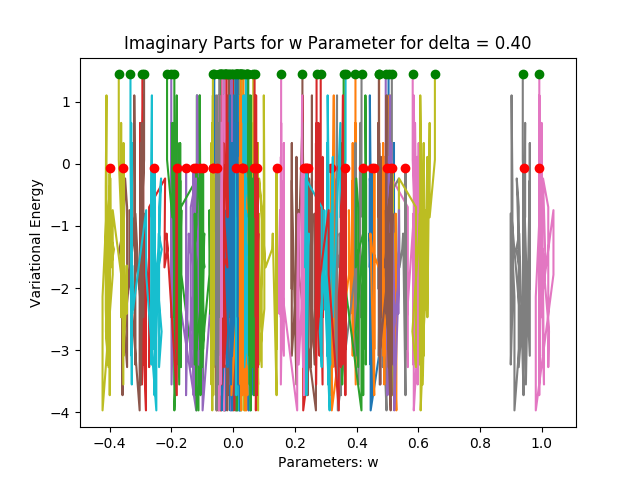 Imaginary Parts for w Parameter for delta = 0.40
Variational Energy
1
0
−1
−2
−3
−4
−0.4 −0.2 0.0 0.2 0.4 0.6 0.8 1.0
Parameters: w